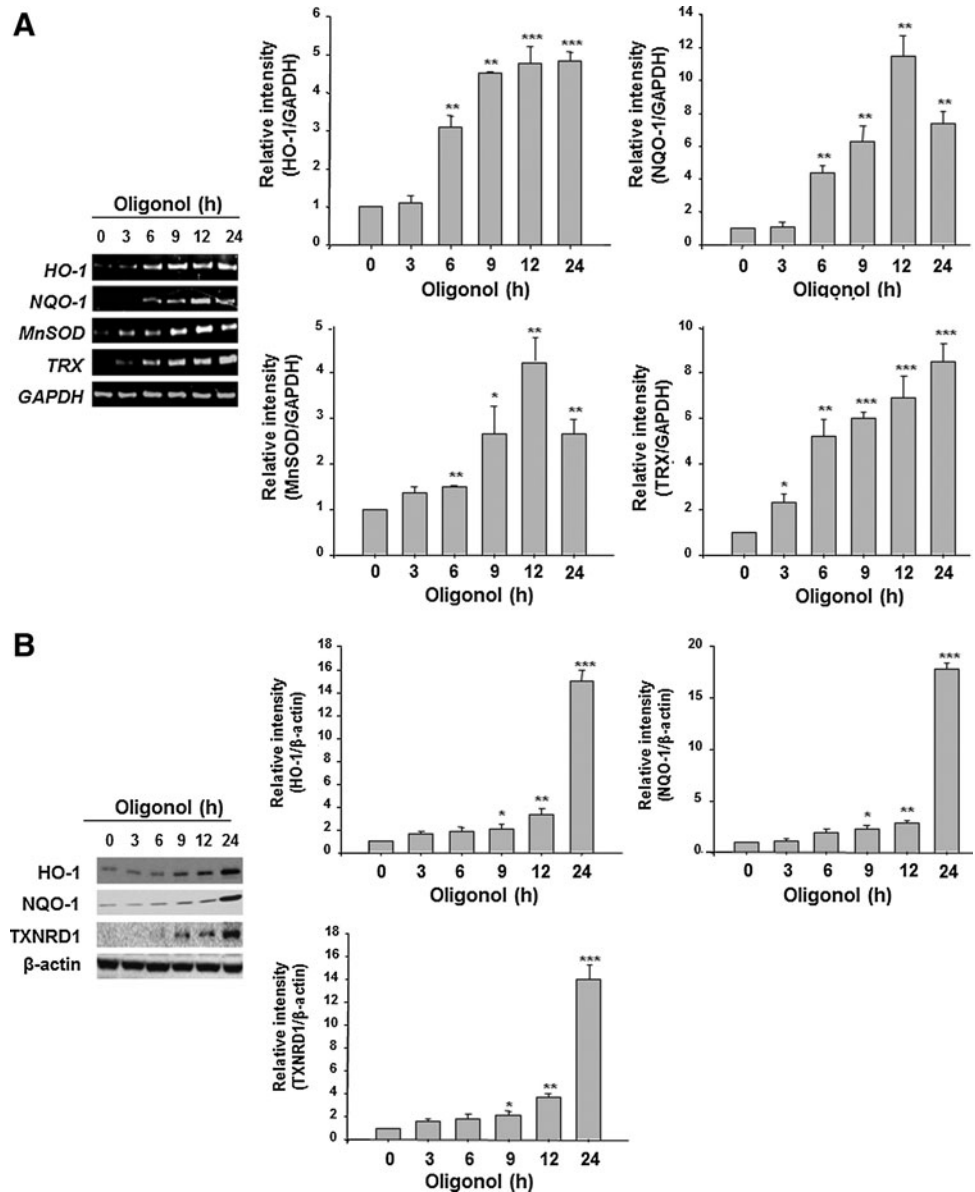 A
Oligonol (h)
0 3 6 9 12 24
HO-1
NQO-1
MnSOD
TRX
GAPDH
Relative intensity
(HO-1/GAPDH)
6
5
4
3
2
1
0
** ** *** ***
0 3 6 9 12 24
Oligonol (h)
Relative intensity
(NQO-1/GAPDH)
14
12
10
8
6
4
2
0
** ** ** **
0 3 6 9 12 24
Oligonol (h)
Relative intensity
(MnSOD/GAPDH)
5
4
3
2
1
0
** * ** **
0 3 6 9 12 24
Oligonol (h)
Relative intensity
(TRX/GAPDH)
10
8
6
4
2
0
* ** *** *** ***
0 3 6 9 12 24
Oligonol (h)
B
Oligonol (h)
0 3 6 9 12 24
HO-1
NQO-1
TXNRD1
β-actin
Relative intensity
(HO-1/β-actin)
18
16
14
12
10
8
6
4
2
0
* ** ***
0 3 6 9 12 24
Oligonol (h)
Relative intensity
(NQO-1/β-actin)
20
15
10
5
0
* ** ***
0 3 6 9 12 24
Oligonol (h)
Relative intensity
(TXNRD1/β-actin)
18
16
14
12
10
8
6
4
2
0
* ** ***
0 3 6 9 12 24
Oligonol (h)